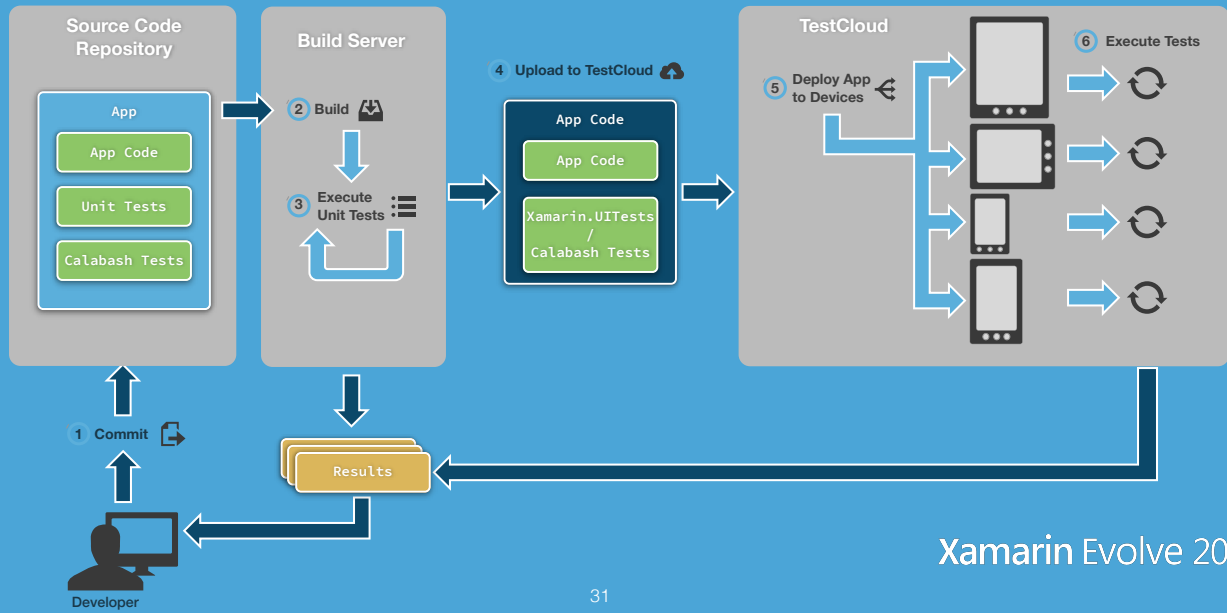 Source Code
Repository
App
App Code
Unit Tests
Calabash Tests
1 Commit
Developer
Build Server
2 Build
3 Execute
Unit Tests
Results
4 Upload to TestCloud
App Code
App Code
Xamarin.UITests
/
Calabash Tests
TestCloud
5 Deploy App
to Devices
6 Execute Tests
Xamarin Evolve 20
31